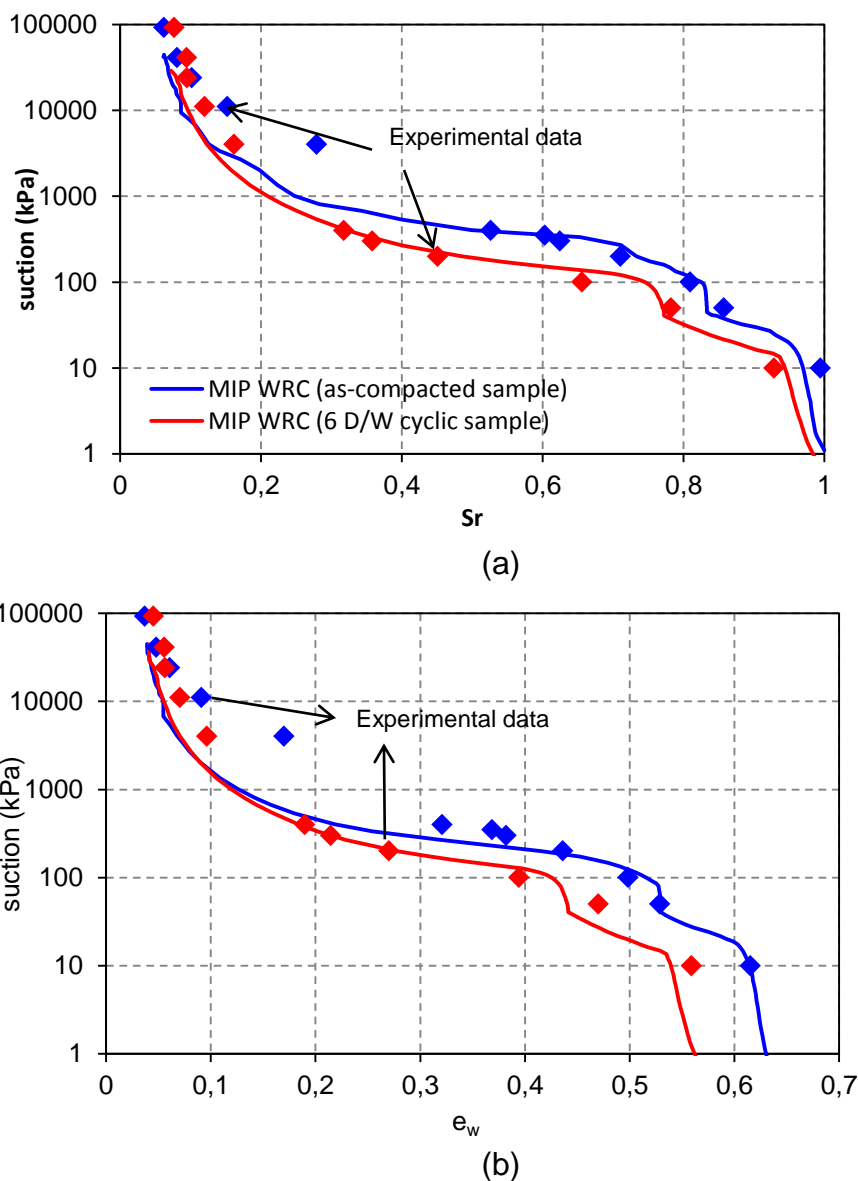 100000
10000
1000
100
10
1
suction (kPa)
Experimental data
MIP WRC (as-compacted sample)
MIP WRC (6 D/W cyclic sample)
0
0,2
0,4
0,6
0,8
1
Sr
(a)
100000
10000
1000
100
10
1
suction (kPa)
Experimental data
0
0,1
0,2
0,3
0,4
0,5
0,6
0,7
e_w
(b)